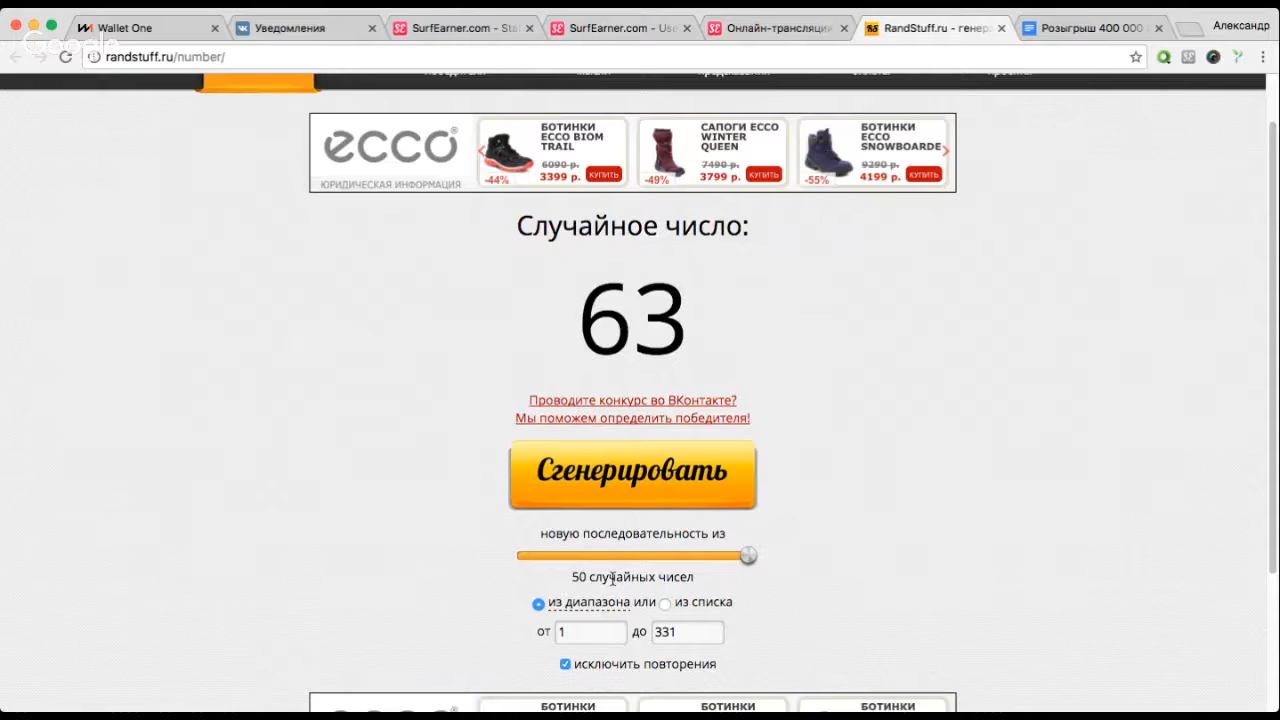 Wallet One
Уведомления
SurfEarner.com - Sta
SurfEarner.com - Use
Онлайн-трансляции
RandStuff.ru - генера
Розыгрыш 400 000
Александр
Google
randstuff.ru/number/
ecco
ЮРИДИЧЕСКАЯ ИНФОРМАЦИЯ
БОТИНКИ
ECCO BIOM
TRAIL
6090 р.
3399 р.
КУПИТЬ
-44%
САПОГИ ECCO
WINTER
QUEEN
7490 р.
3799 р.
КУПИТЬ
-49%
БОТИНКИ
ECCO
SNOWBOARDE
9290 р.
4199 р.
КУПИТЬ
-55%
Случайное число:
63
Проводите конкурс во ВКонтакте?
Мы поможем определить победителя!
Сгенерировать
новую последовательность из
50 случайных чисел
из диапазона или из списка
от 1 до 331
исключить повторения
БОТИНКИ
БОТИНКИ
БОТИНКИ